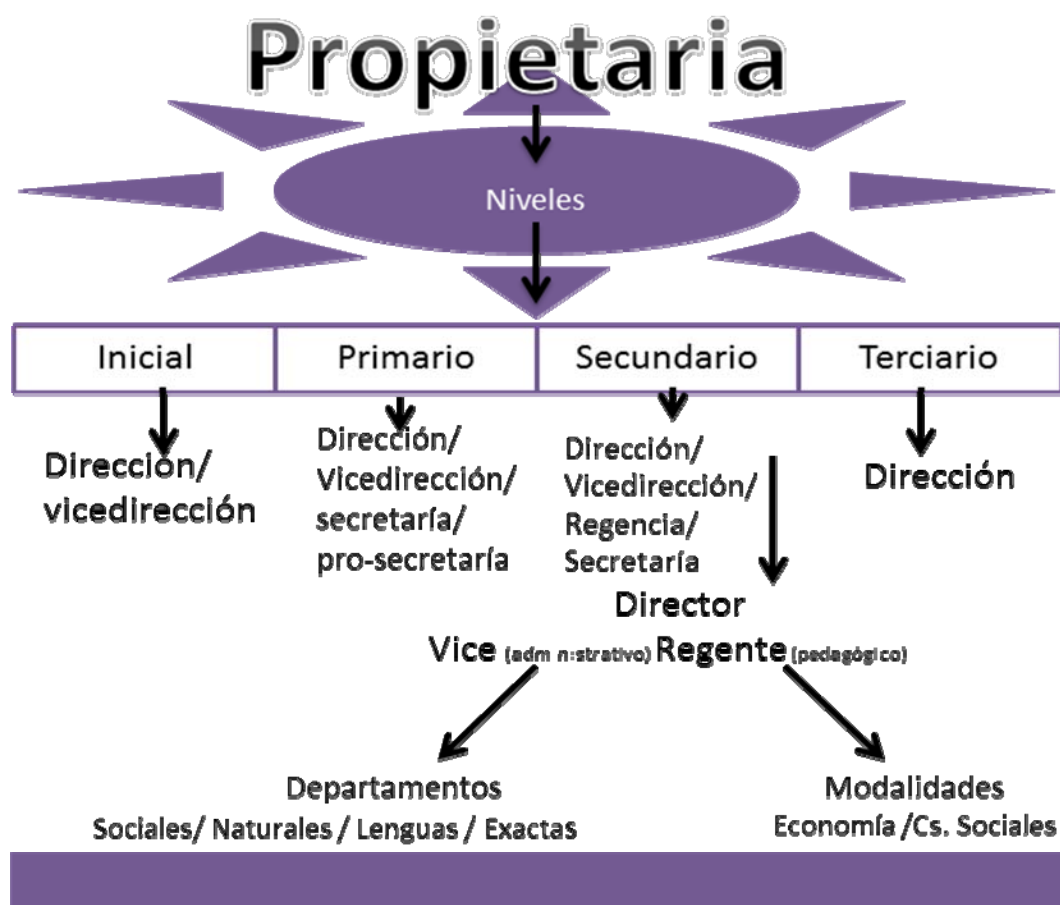 Propietaria
Niveles
Inicial
Primario
Secundario
Terciario
Dirección/
vicedirección
Dirección/
Vicedirección/
secretaría/
pro-secretaría
Dirección/
Vicedirección/
Regencia/
Secretaría
Dirección
Director
Vice (adm n:strativo) Regente (pedagógico)
Departamentos
Sociales/ Naturales / Lenguas / Exactas
Modalidades
Economía /Cs. Sociales